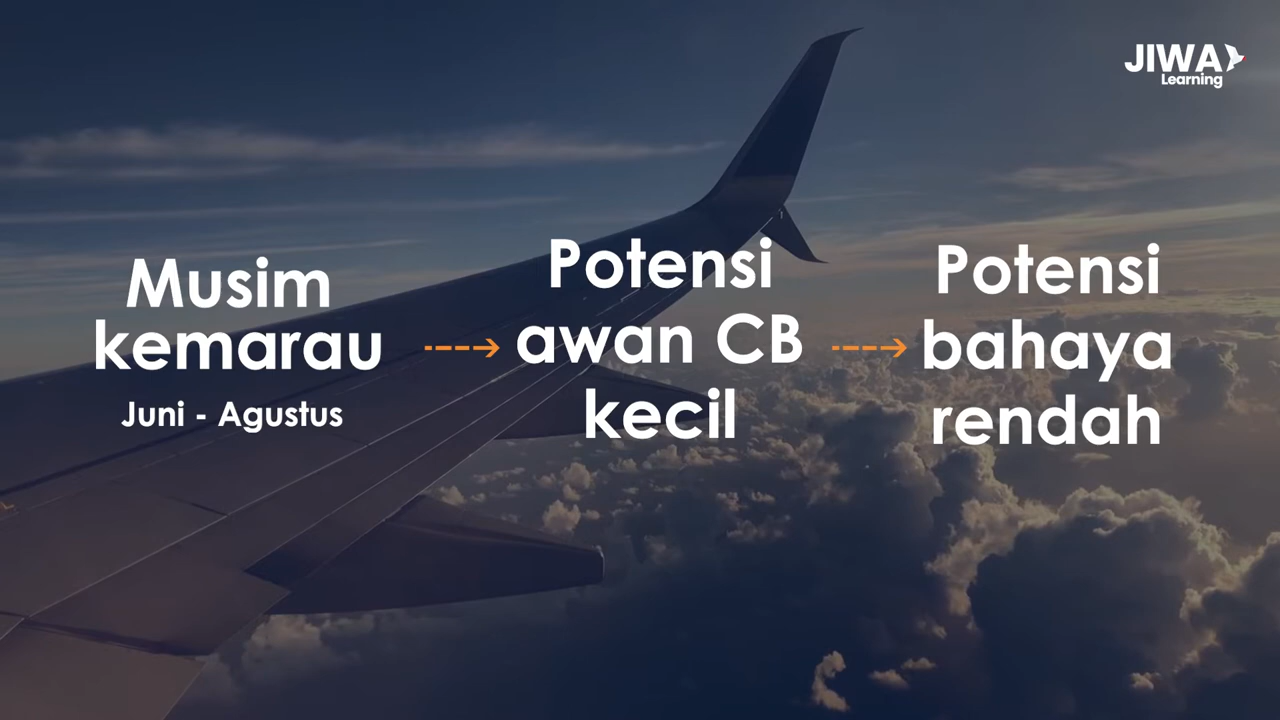 JIWA
Learning
Musim
kemarau
Juni - Agustus
Potensi
awan CB
kecil
Potensi
bahaya
rendah